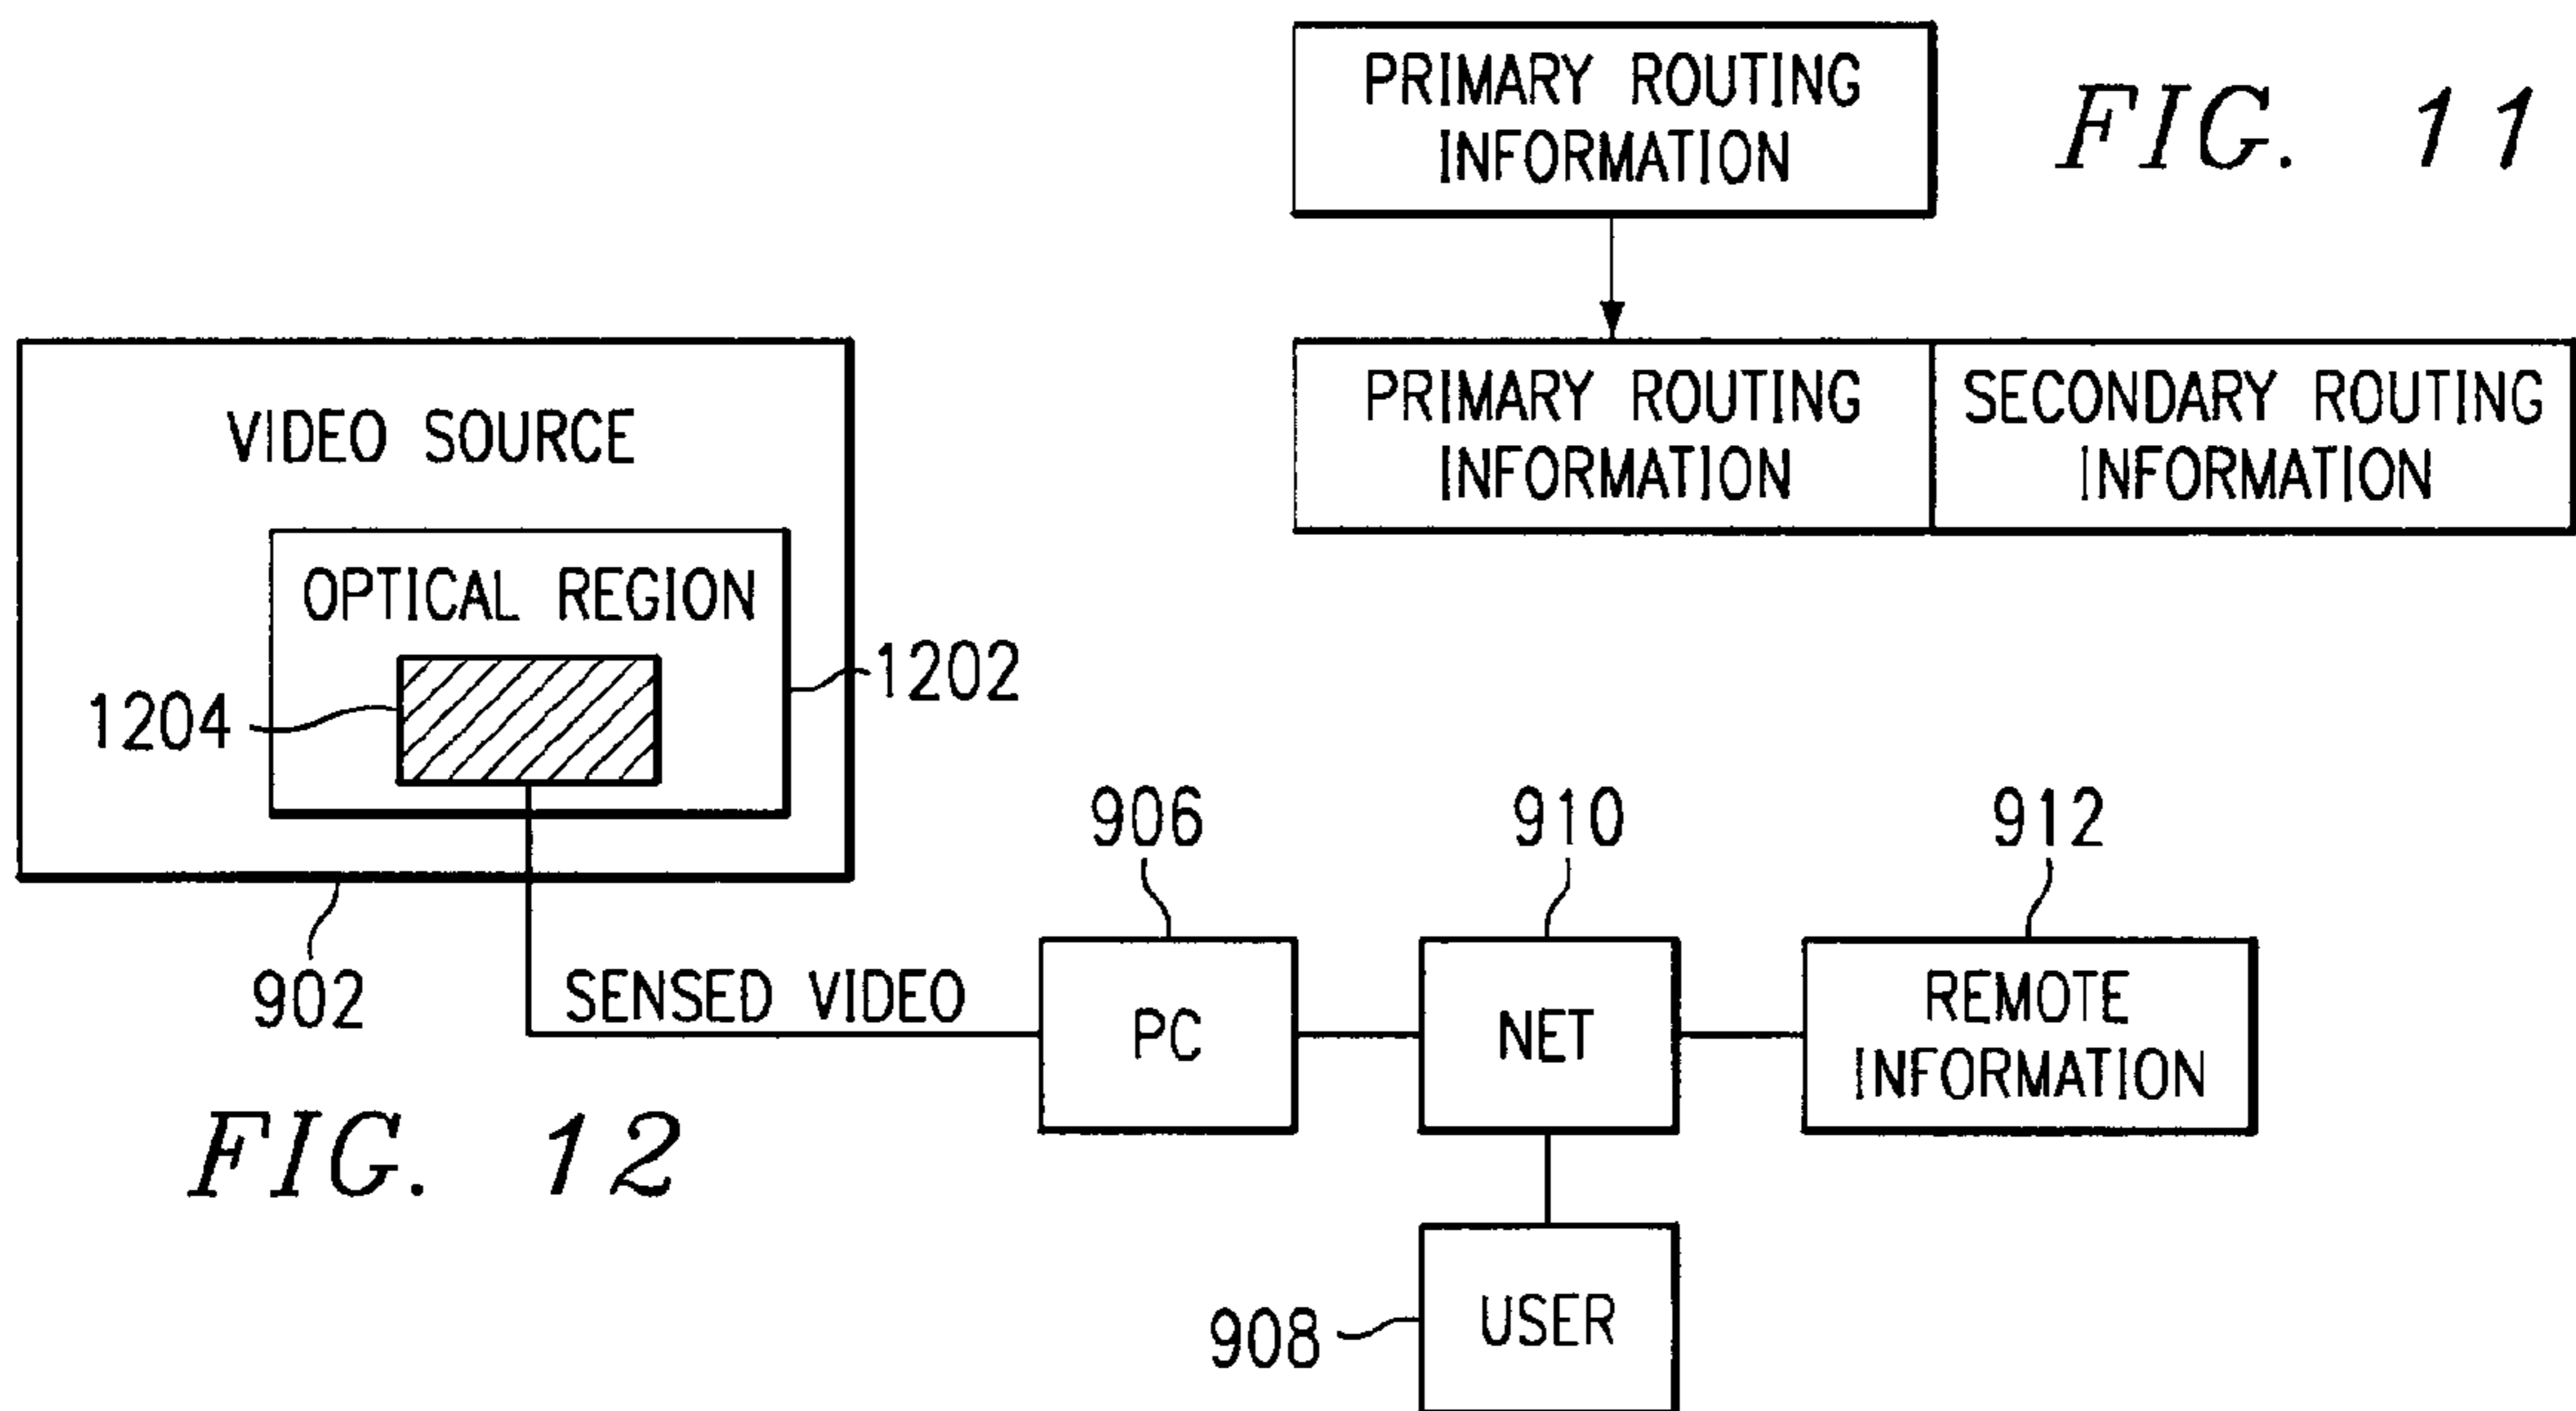 PRIMARY ROUTING
INFORMATION
FIG. 11
PRIMARY ROUTING
INFORMATION
SECONDARY ROUTING
INFORMATION
VIDEO SOURCE
OPTICAL REGION
1202
1204
902
SENSED VIDEO
906
PC
910
NET
912
REMOTE
INFORMATION
908
USER
FIG. 12